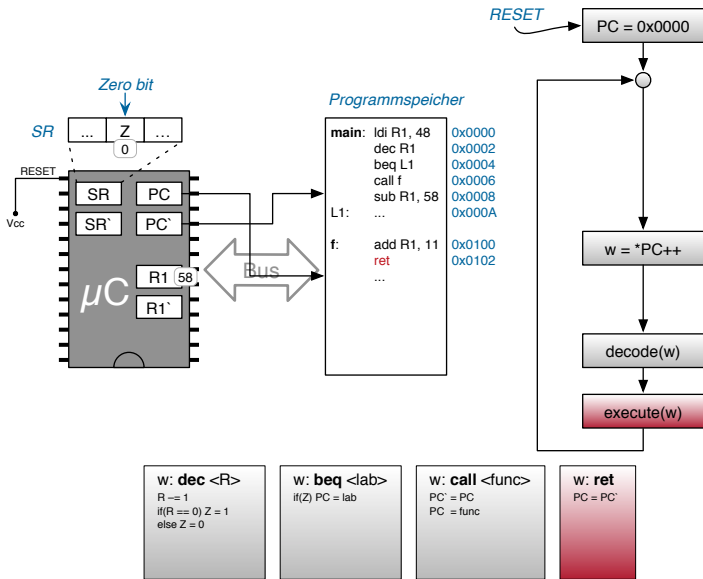 RESET
PC = 0x0000
Zero bit
Programmspeicher
SR
... Z ...
0
main: ldi R1, 48 0x0000
dec R1 0x0002
beq L1 0x0004
call f 0x0006
sub R1, 58 0x0008
L1: ... 0x000A
f: add R1, 11 0x0100
ret 0x0102
...
RESET
Vcc
SR PC
SR` PC`
R1 58
R1`
µC
Bus
w = *PC++
decode(w)
execute(w)
w: dec <R>
R −= 1
if(R == 0) Z = 1
else Z = 0
w: beq <lab>
if(Z) PC = lab
w: call <func>
PC` = PC
PC = func
w: ret
PC = PC`